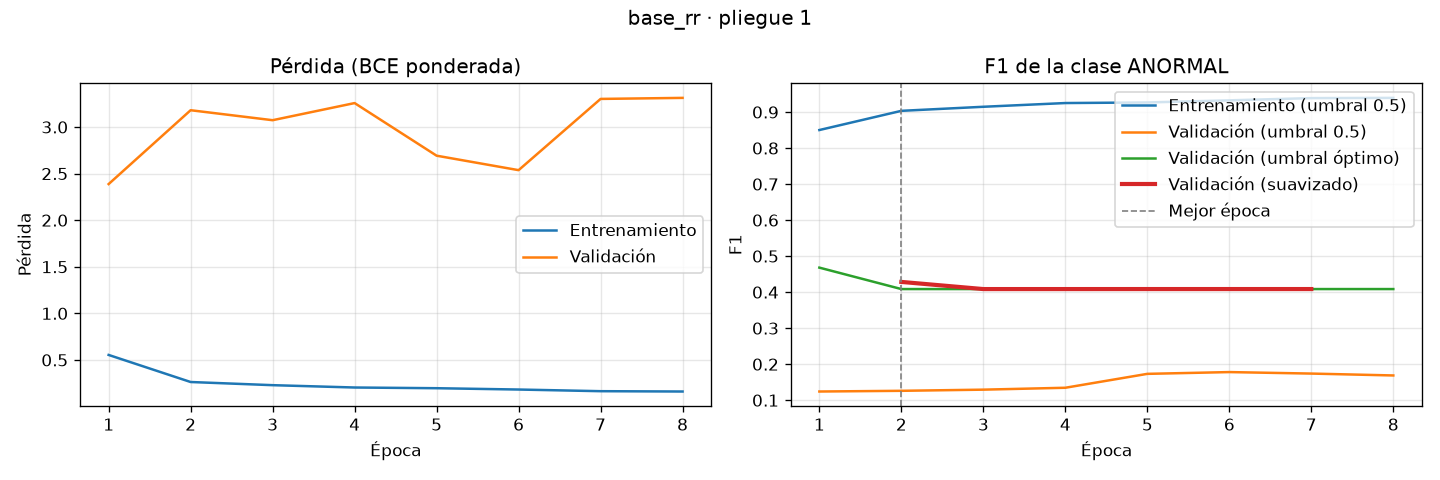 base_rr · pliegue 1
Pérdida (BCE ponderada)
Pérdida
3.0
2.5
2.0
1.5
1.0
0.5
Entrenamiento
Validación
1 2 3 4 5 6 7 8
Época
F1 de la clase ANORMAL
F1
0.9
0.8
0.7
0.6
0.5
0.4
0.3
0.2
0.1
Entrenamiento (umbral 0.5)
Validación (umbral 0.5)
Validación (umbral óptimo)
Validación (suavizado)
Mejor época
1 2 3 4 5 6 7 8
Época